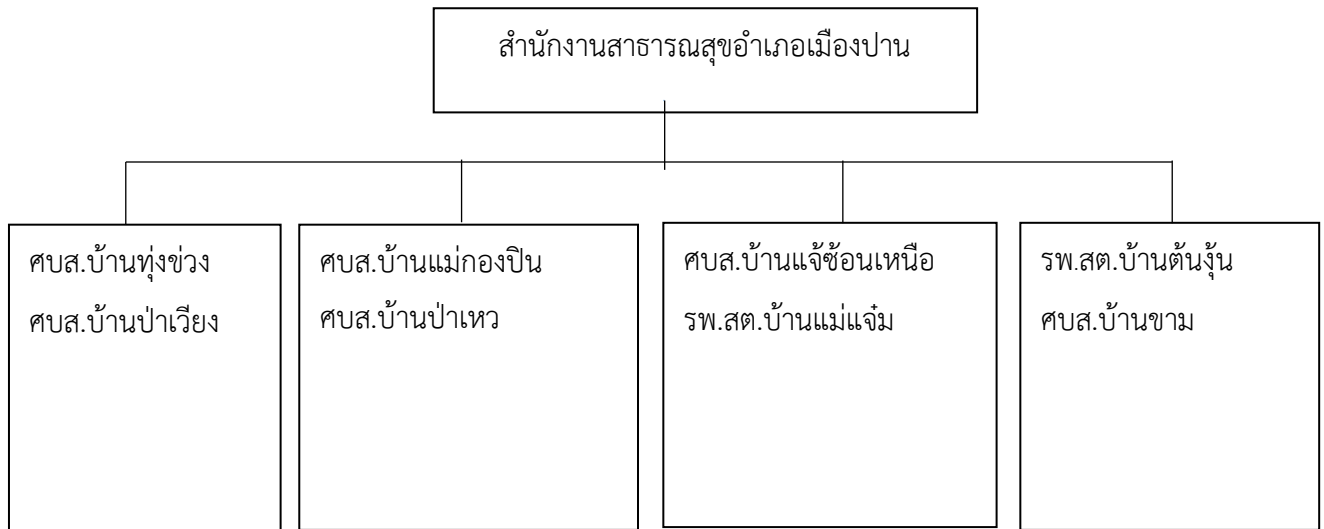 สำนักงานสาธารณสุขอำเภอเมืองปาน
ศบส.บ้านทุ่งข่วง
ศบส.บ้านป่าเวียง
ศบส.บ้านแม่กองปิน
ศบส.บ้านป่าเหว
ศบส.บ้านแจ้ซ้อนเหนือ
รพ.สต.บ้านแม่แจ๋ม
รพ.สต.บ้านต้นงุ้น
ศบส.บ้านขาม